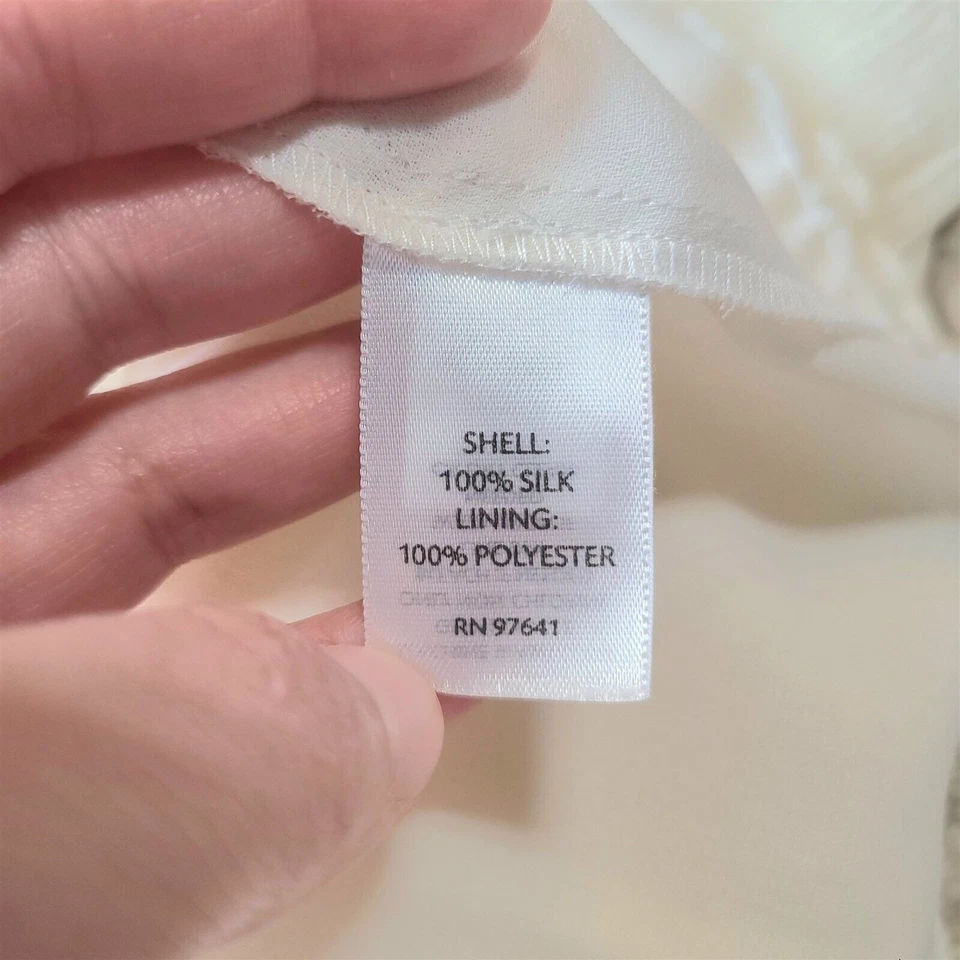 SHELL:
100% SILK
LINING:
100% POLYESTER
RN 97641